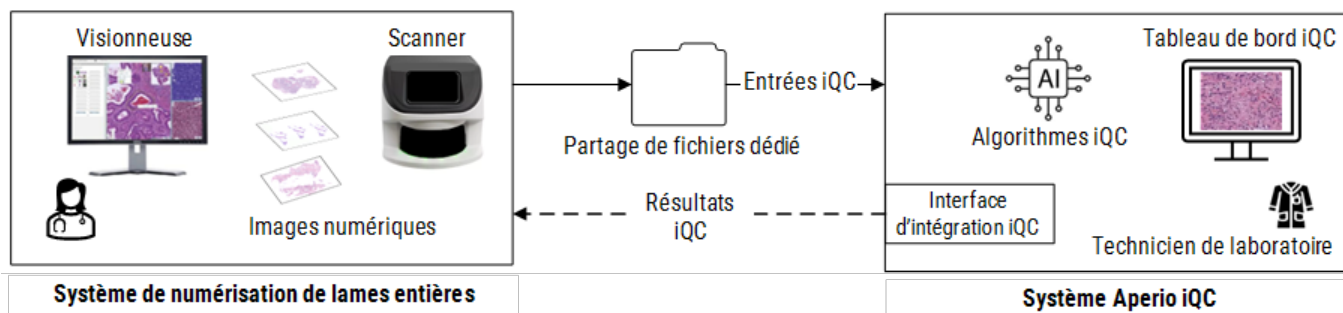 Visionneuse
Scanner
Images numériques
Système de numérisation de lames entières
Partage de fichiers dédié
Entrées iQC
Résultats
iQC
AI
Algorithmes iQC
Tableau de bord iQC
Interface
d'intégration iQC
Technicien de laboratoire
Système Aperio iQC